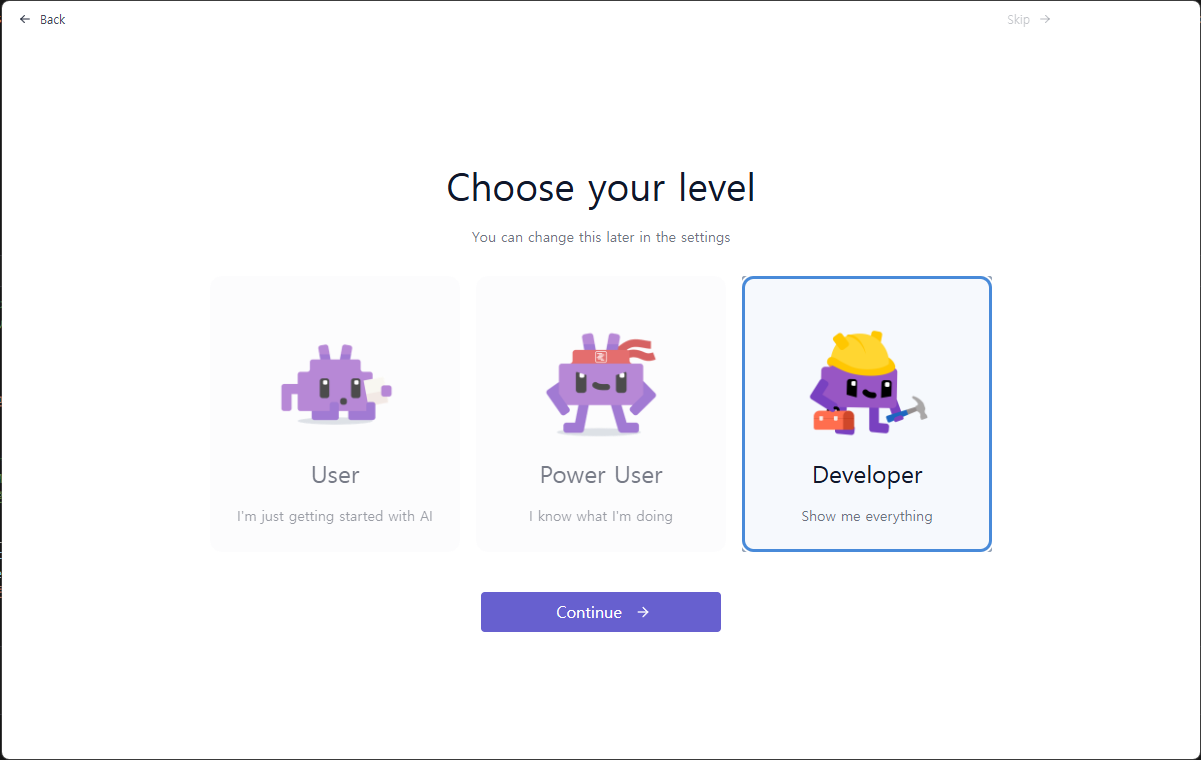 Back
Skip
Choose your level
You can change this later in the settings
User
I'm just getting started with AI
Power User
I know what I'm doing
Developer
Show me everything
Continue